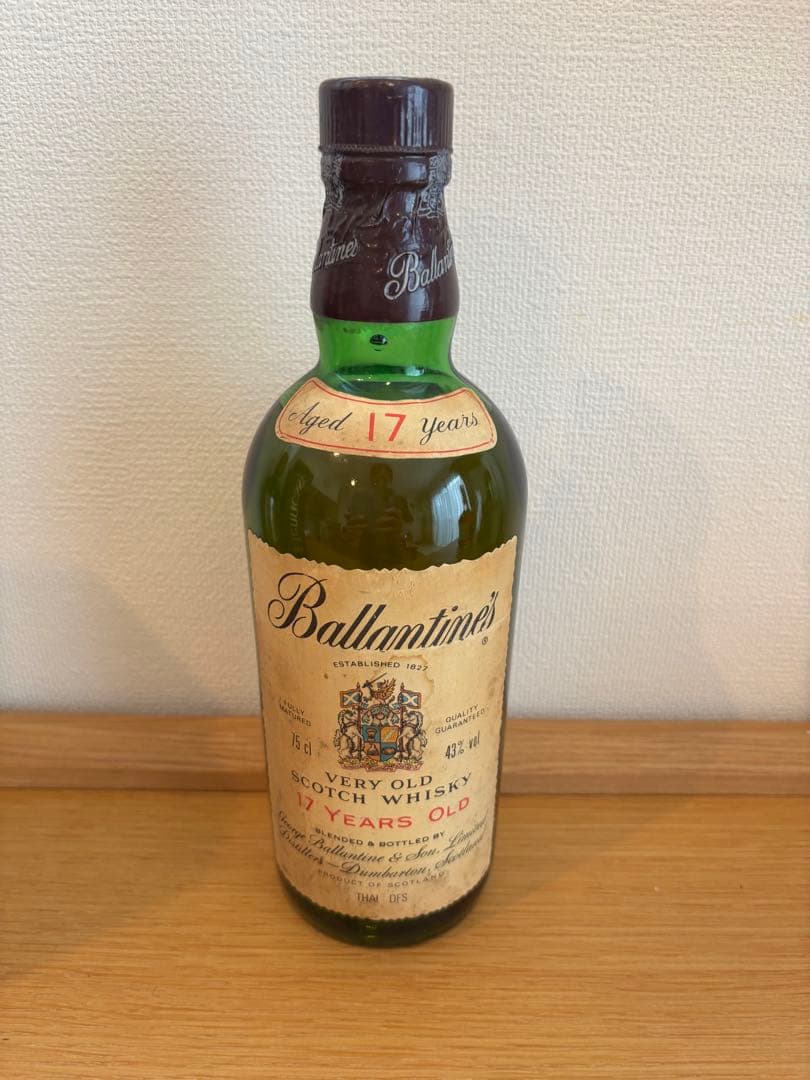 Ballantine's
Aged 17 Years
Ballantine's
®
ESTABLISHED 1827
FULLY MATURED
QUALITY GUARANTEED
75 cl
43% vol
VERY OLD
SCOTCH WHISKY
17 YEARS OLD
BLENDED & BOTTLED BY
George Ballantine & Son, Limited
Distillers—Dumbarton, Scotland
PRODUCT OF SCOTLAND
THAI DFS